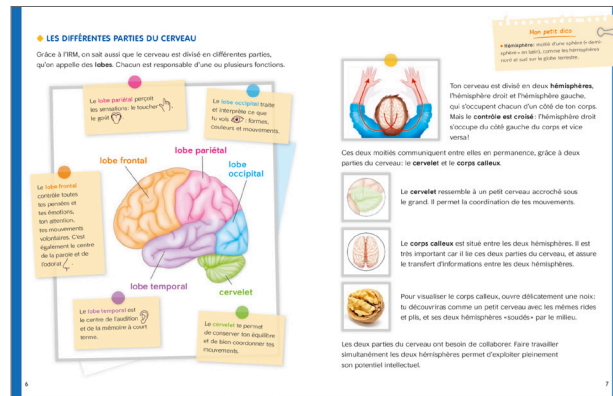 LES DIFFÉRENTES PARTIES DU CERVEAU
Grâce à l'IRM, on sait aussi que le cerveau est divisé en différentes parties,
qu'on appelle des lobes. Chacun est responsable d'une ou plusieurs fonctions.
Le lobe pariétal perçoit
les sensations: le toucher,
le goût
Le lobe occipital traite
et interprète ce que
tu vois formes,
couleurs et mouvements.
lobe pariétal
lobe frontal
lobe
occipital
Le lobe frontal
contrôle toutes
tes pensées et
tes émotions,
ton attention,
tes mouvements
volontaires. C'est
également le centre
de la parole et de
l'odorat
lobe temporal
cervelet
Le lobe temporal est
le centre de l'audition
et de la mémoire à court
terme.
Le cervelet te permet
de conserver ton équilibre
et de bien coordonner tes
mouvements.
6
Mon petit dico
• Hémisphère: moitié d'une sphère (« demi-
sphère » en latin), comme les hémisphères
nord et sud sur le globe terrestre.
Ton cerveau est divisé en deux hémisphères,
l'hémisphère droit et l'hémisphère gauche,
qui s'occupent chacun d'un côté de ton corps.
Mais le contrôle est croisé: l'hémisphère droit
s'occupe du côté gauche du corps et vice
versa!
Ces deux moitiés communiquent entre elles en permanence, grâce à deux
parties du cerveau: le cervelet et le corps calleux.
Le cervelet ressemble à un petit cerveau accroché sous
le grand. Il permet la coordination de tes mouvements.
Le corps calleux est situé entre les deux hémisphères. Il est
très important car il lie ces deux parties du cerveau, et assure
le transfert d'informations entre les deux hémisphères.
Pour visualiser le corps calleux, ouvre délicatement une noix:
tu découvriras comme un petit cerveau avec les mêmes rides
et plis, et ses deux hémisphères «soudés» par le milieu.
Les deux parties du cerveau ont besoin de collaborer. Faire travailler
simultanément les deux hémisphères permet d'exploiter pleinement
son potentiel intellectuel.
7